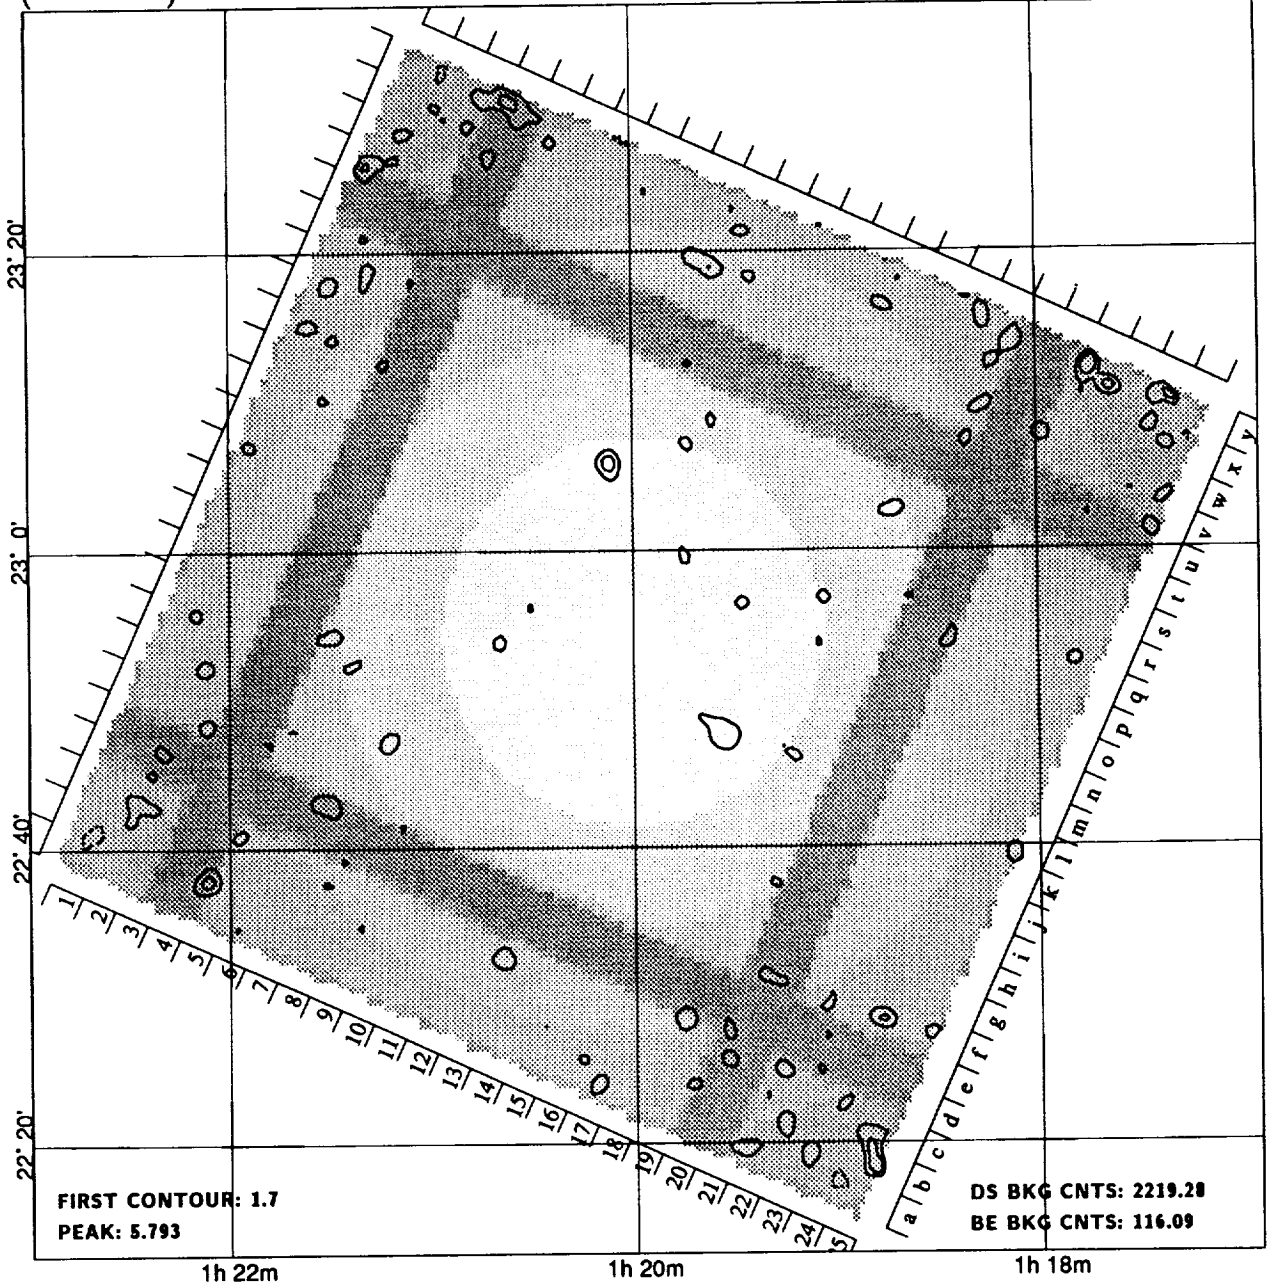 23° 20'
23° 0'
22° 40'
22° 20'
1 2 3 4 5 6 7 8 9 10 11 12 13 14 15 16 17 18 19 20 21 22 23 24 25
a b c d e f g h i j k l m n o p q r s t u v w x y
FIRST CONTOUR: 1.7
PEAK: 5.793
DS BKG CNTS: 2219.28
BE BKG CNTS: 116.09
1h 22m
1h 20m
1h 18m